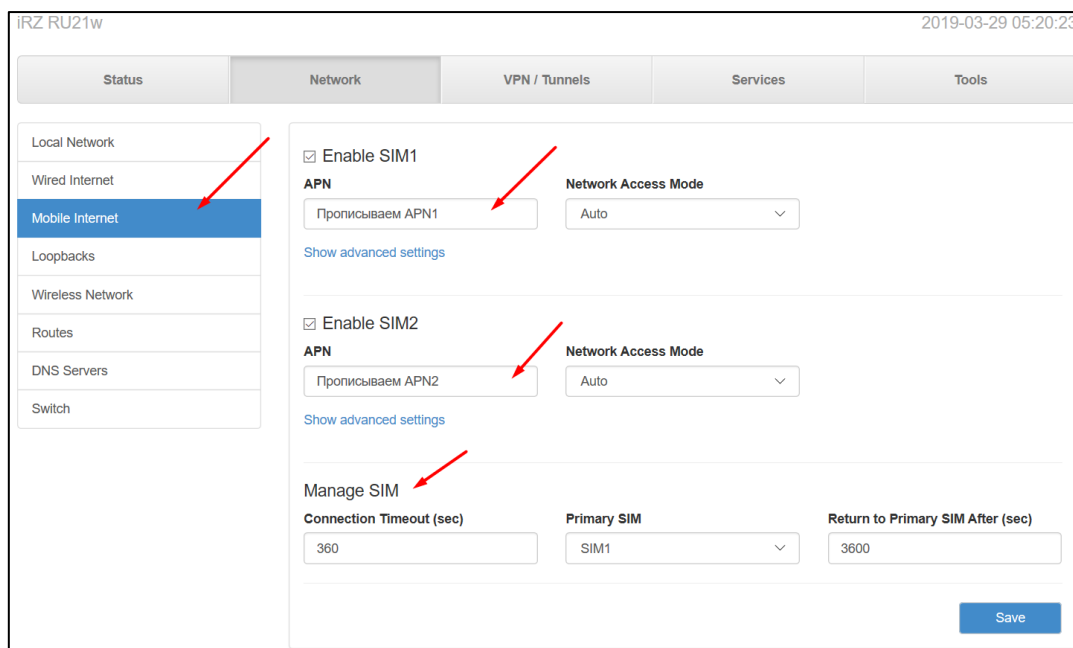 iRZ RU21w 2019-03-29 05:20:23
Status Network VPN / Tunnels Services Tools
Local Network
Wired Internet
Mobile Internet
Loopbacks
Wireless Network
Routes
DNS Servers
Switch
Enable SIM1
APN Network Access Mode
Прописываем APN1 Auto
Show advanced settings
Enable SIM2
APN Network Access Mode
Прописываем APN2 Auto
Show advanced settings
Manage SIM
Connection Timeout (sec) Primary SIM Return to Primary SIM After (sec)
360 SIM1 3600
Save